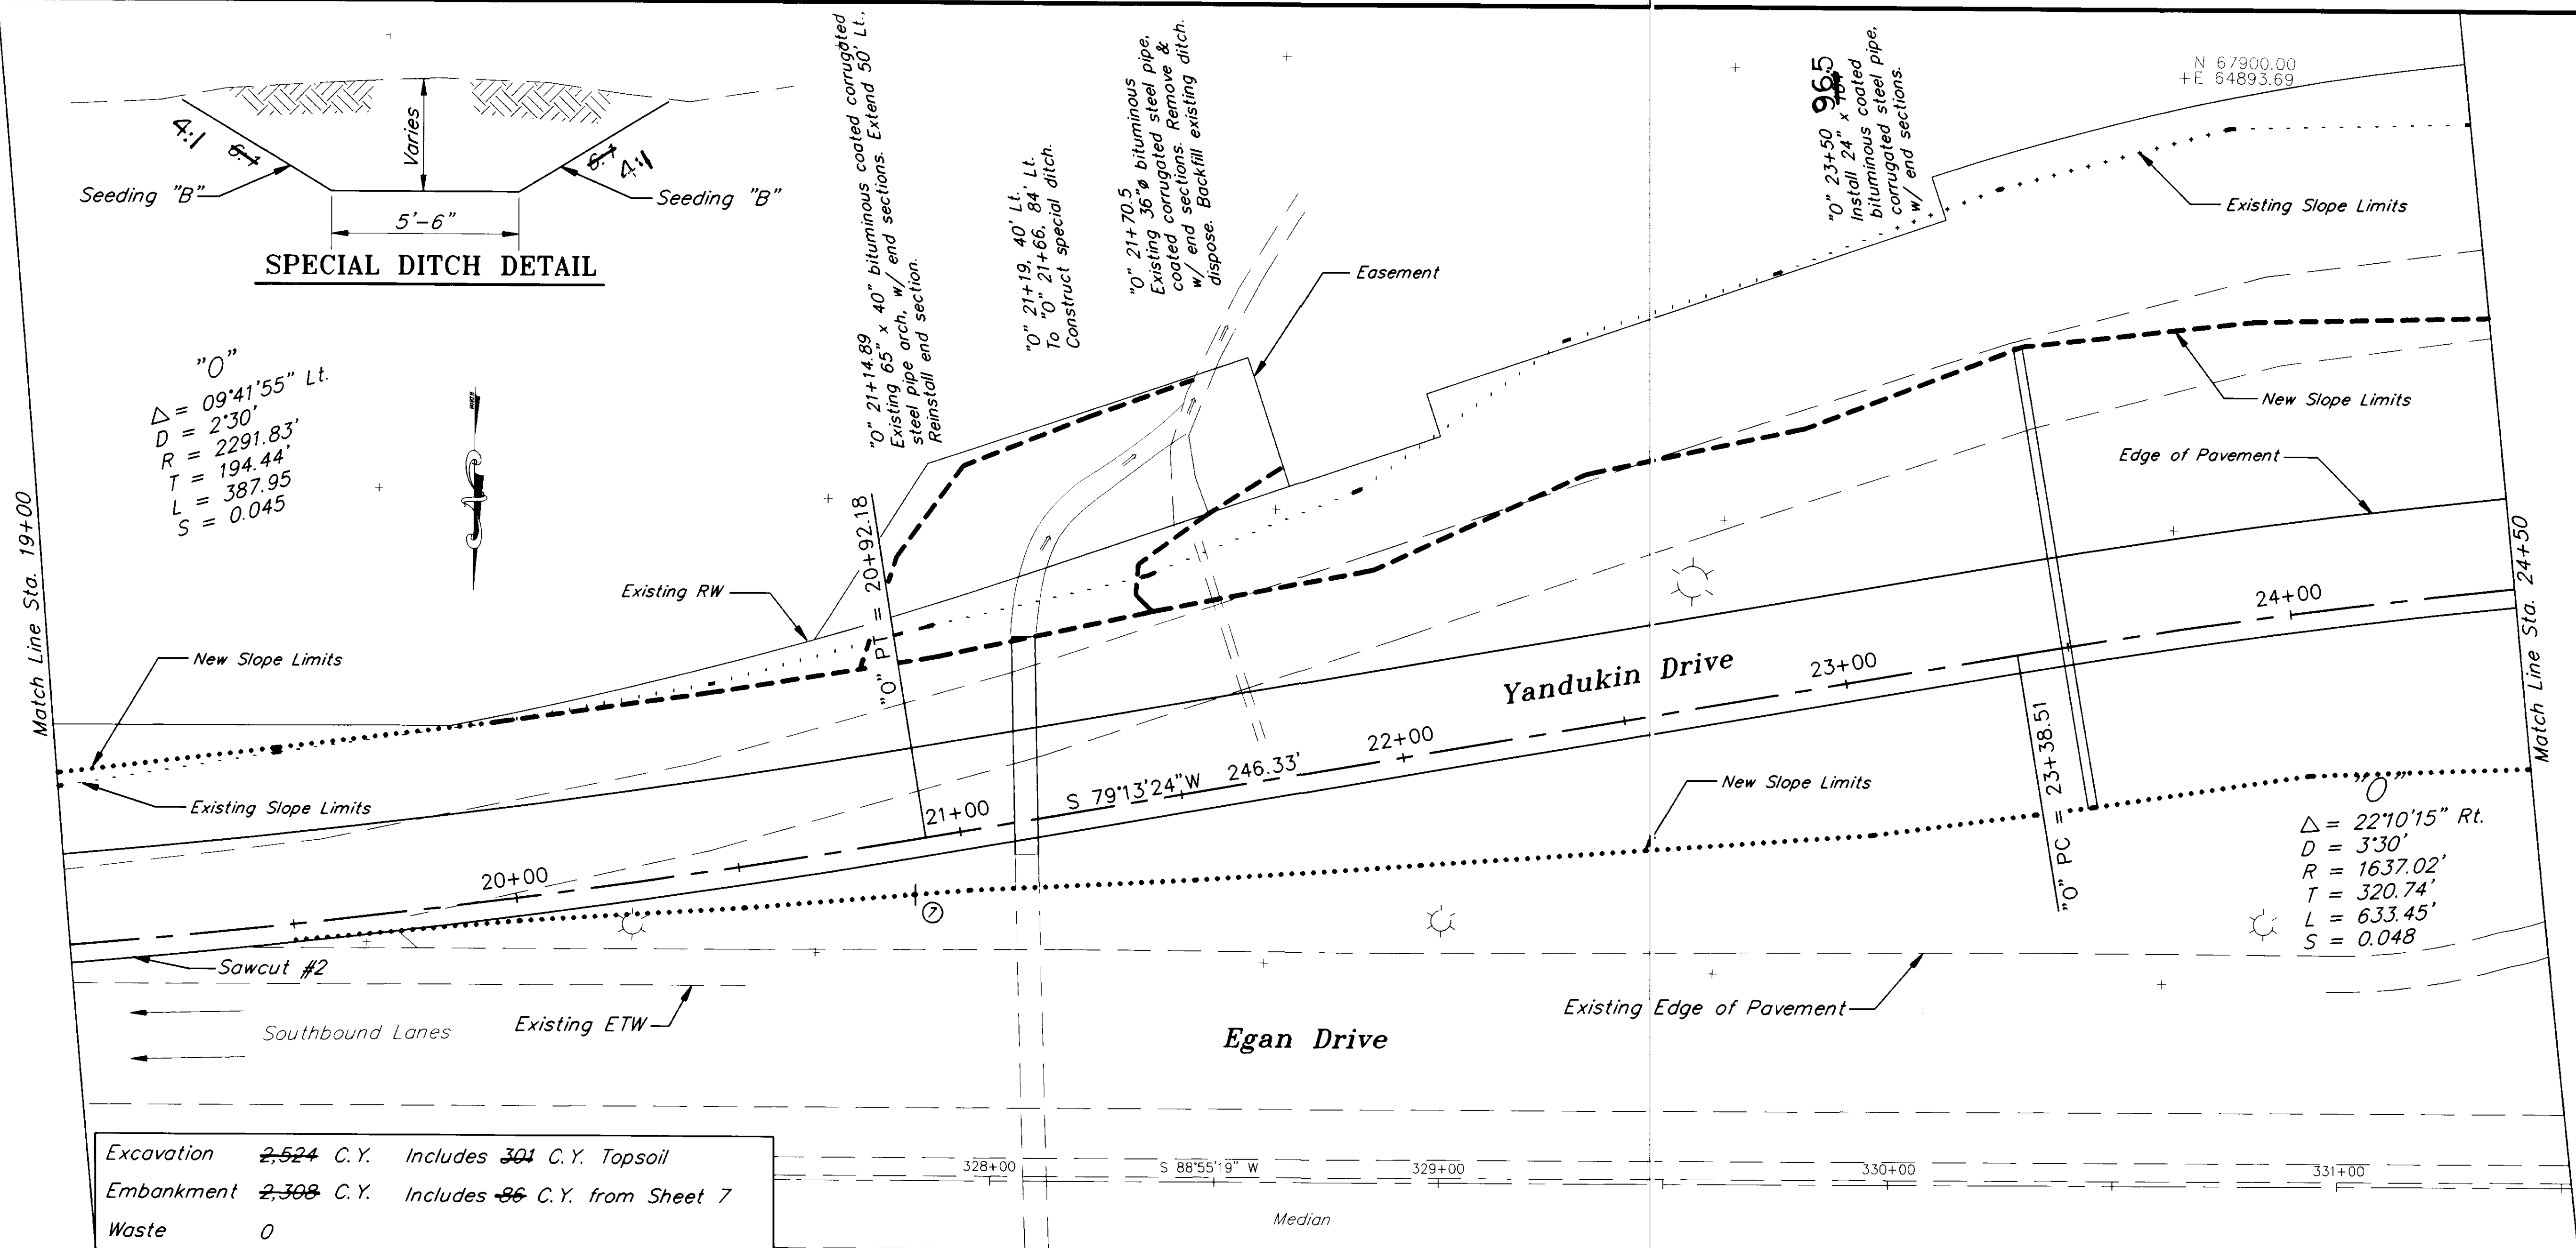 4:1
6:1
Varies
6:1
4:1
Seeding "B"
Seeding "B"
5'-6"
SPECIAL DITCH DETAIL
"O"
Δ = 09°41'55" Lt.
D = 2°30'
R = 2291.83'
T = 194.44'
L = 387.95
S = 0.045
NORTH
Match Line Sta. 19+00
"O" 21+14.89
Existing 65" x 40" bituminous coated corrugated
steel pipe arch, w/ end sections. Extend 50' Lt.,
Reinstall end section.
"O" 21+19, 40' Lt.
To "O" 21+66, 84' Lt.
Construct special ditch.
"O" 21+70.5
Existing 36"ø bituminous
coated corrugated steel pipe,
w/ end sections. Remove &
dispose. Backfill existing ditch.
96.5
"O" 23+50
Install 24" x
bituminous coated
corrugated steel pipe,
w/ end sections.
N 67900.00
+E 64893.69
Existing Slope Limits
Easement
New Slope Limits
Edge of Pavement
Existing RW
"O" PT = 20+92.18
New Slope Limits
Existing Slope Limits
Yandukin Drive
20+00
21+00
S 79°13'24"W 246.33'
22+00
23+00
24+00
New Slope Limits
"O" PC = 23+38.51
Match Line Sta. 24+50
"O"
Δ = 22°10'15" Rt.
D = 3°30'
R = 1637.02'
T = 320.74'
L = 633.45'
S = 0.048
7
Sawcut #2
Southbound Lanes
Existing ETW
Existing Edge of Pavement
Egan Drive
328+00
S 88°55'19" W
329+00
330+00
331+00
Median
Excavation 2,524 C.Y. Includes 301 C.Y. Topsoil
Embankment 2,308 C.Y. Includes 86 C.Y. from Sheet 7
Waste 0